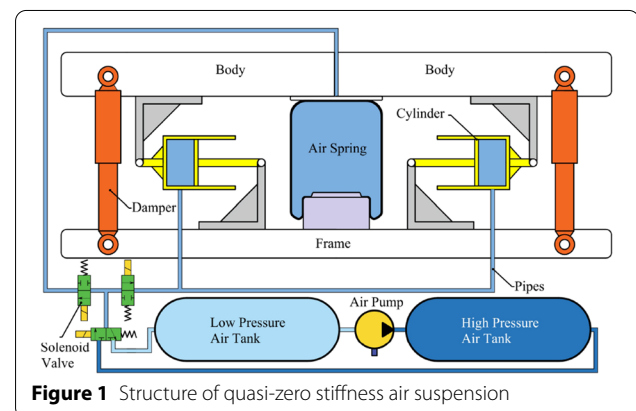 Body
Body
Cylinder
Air Spring
Damper
Frame
Pipes
Air Pump
Low Pressure
Air Tank
High Pressure
Air Tank
Solenoid
Valve
Figure 1 Structure of quasi-zero stiffness air suspension